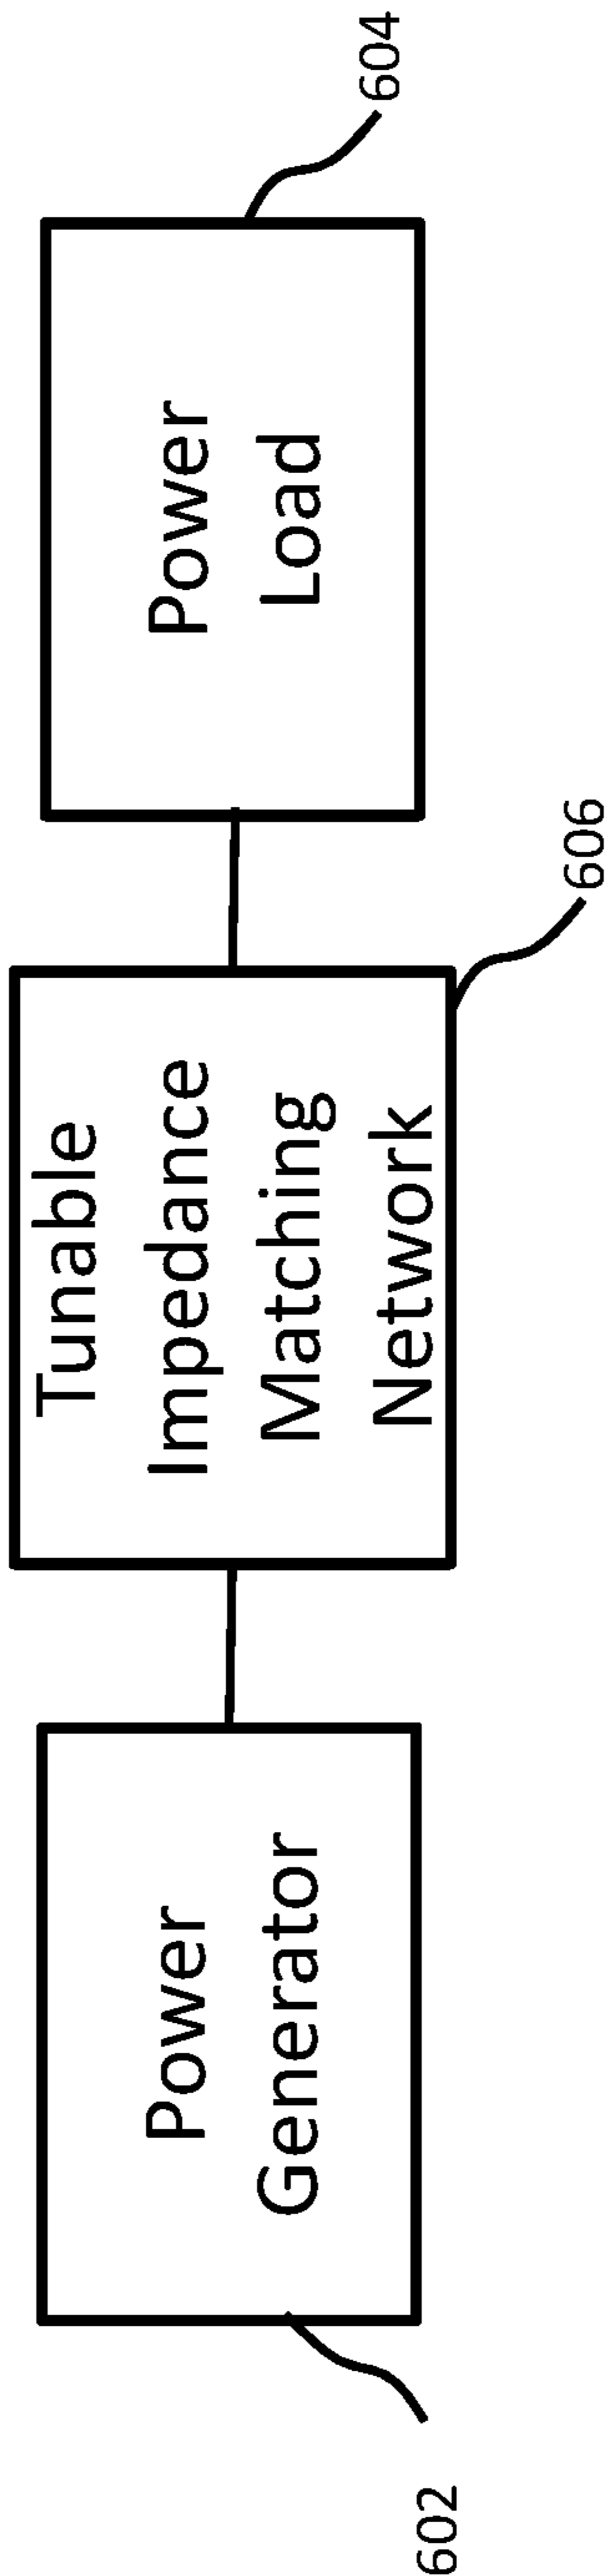 Power
Generator
602
Tunable
Impedance
Matching
Network
606
Power
Load
604